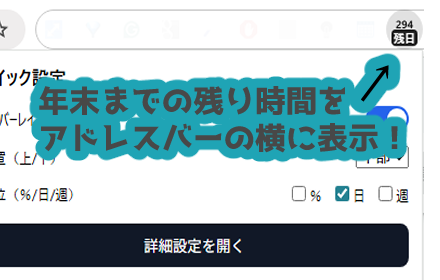 294
残日
イック設定
年末までの残り時間を
アドレスバーの横に表示！
バーレイ
置（上/下）
下部
位（%/日/週）
% 日 週
詳細設定を開く